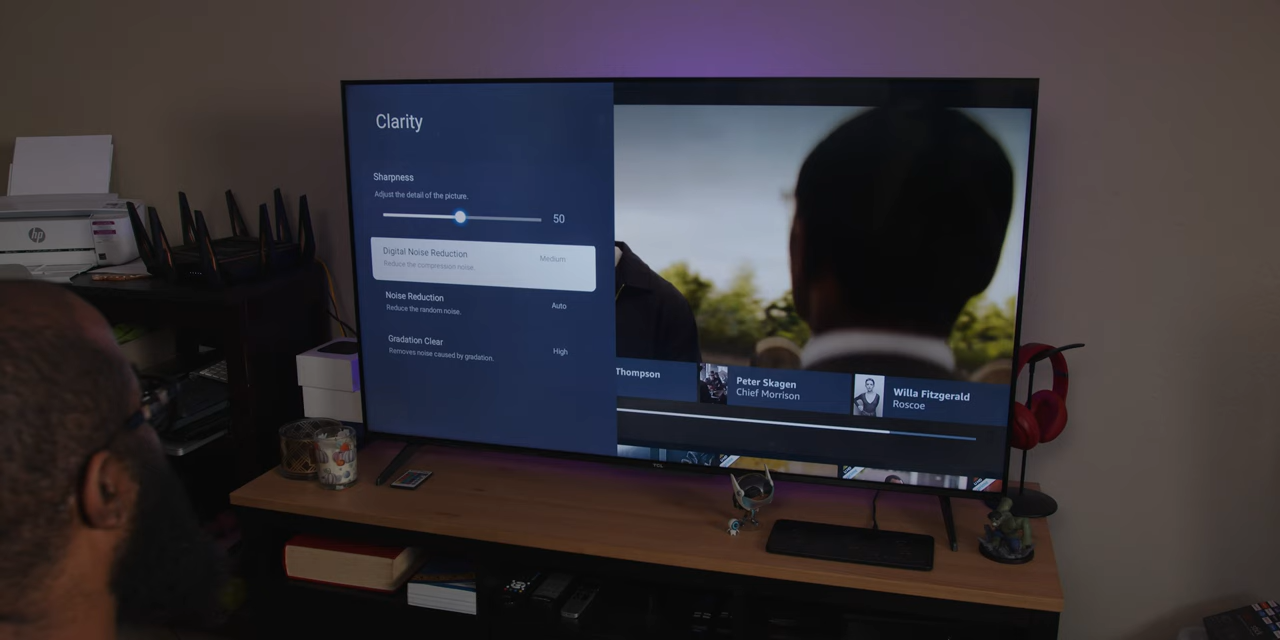 Clarity
Sharpness
Adjust the detail of the picture.
50
Digital Noise Reduction
Medium
Reduce the compression noise.
Noise Reduction
Auto
Reduce the random noise.
Gradation Clear
High
Removes noise caused by gradation.
Thompson
Peter Skagen
Chief Morrison
Willa Fitzgerald
Roscoe
hp
TCL